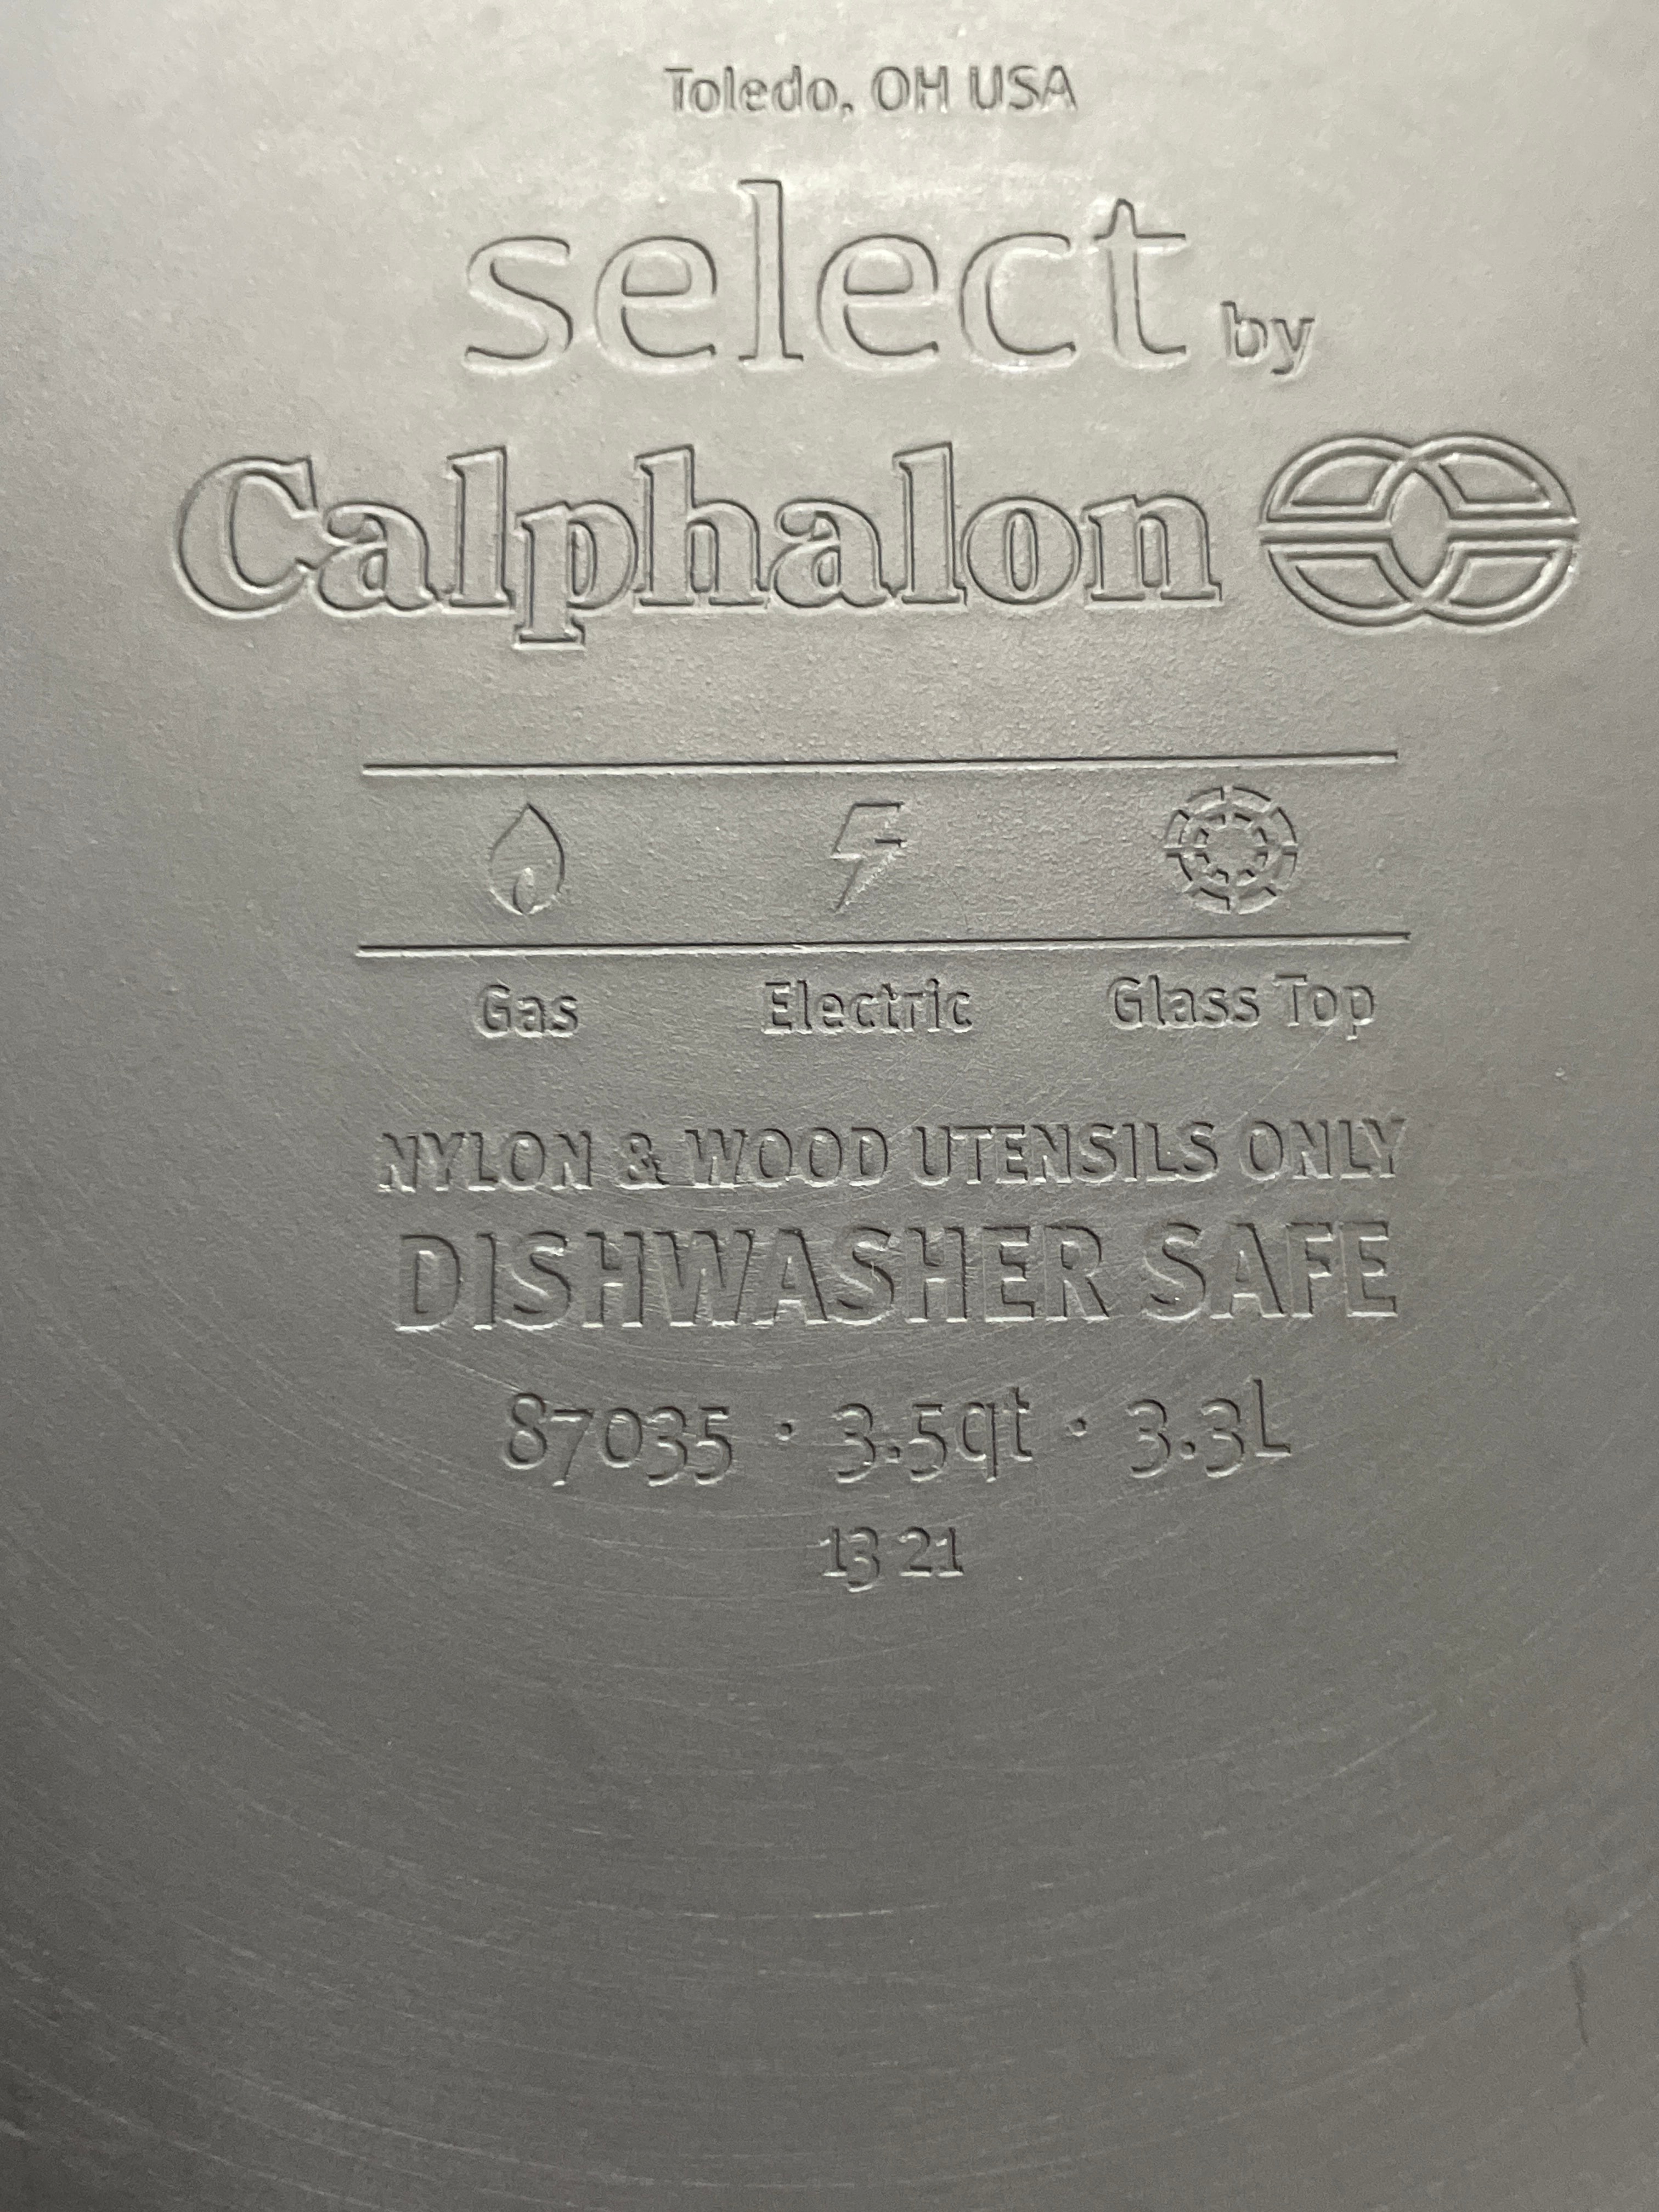 Toledo, OH USA
select by
Calphalon
Gas Electric Glass Top
NYLON & WOOD UTENSILS ONLY
DISHWASHER SAFE
87035 · 3.5qt · 3.3L
13 21